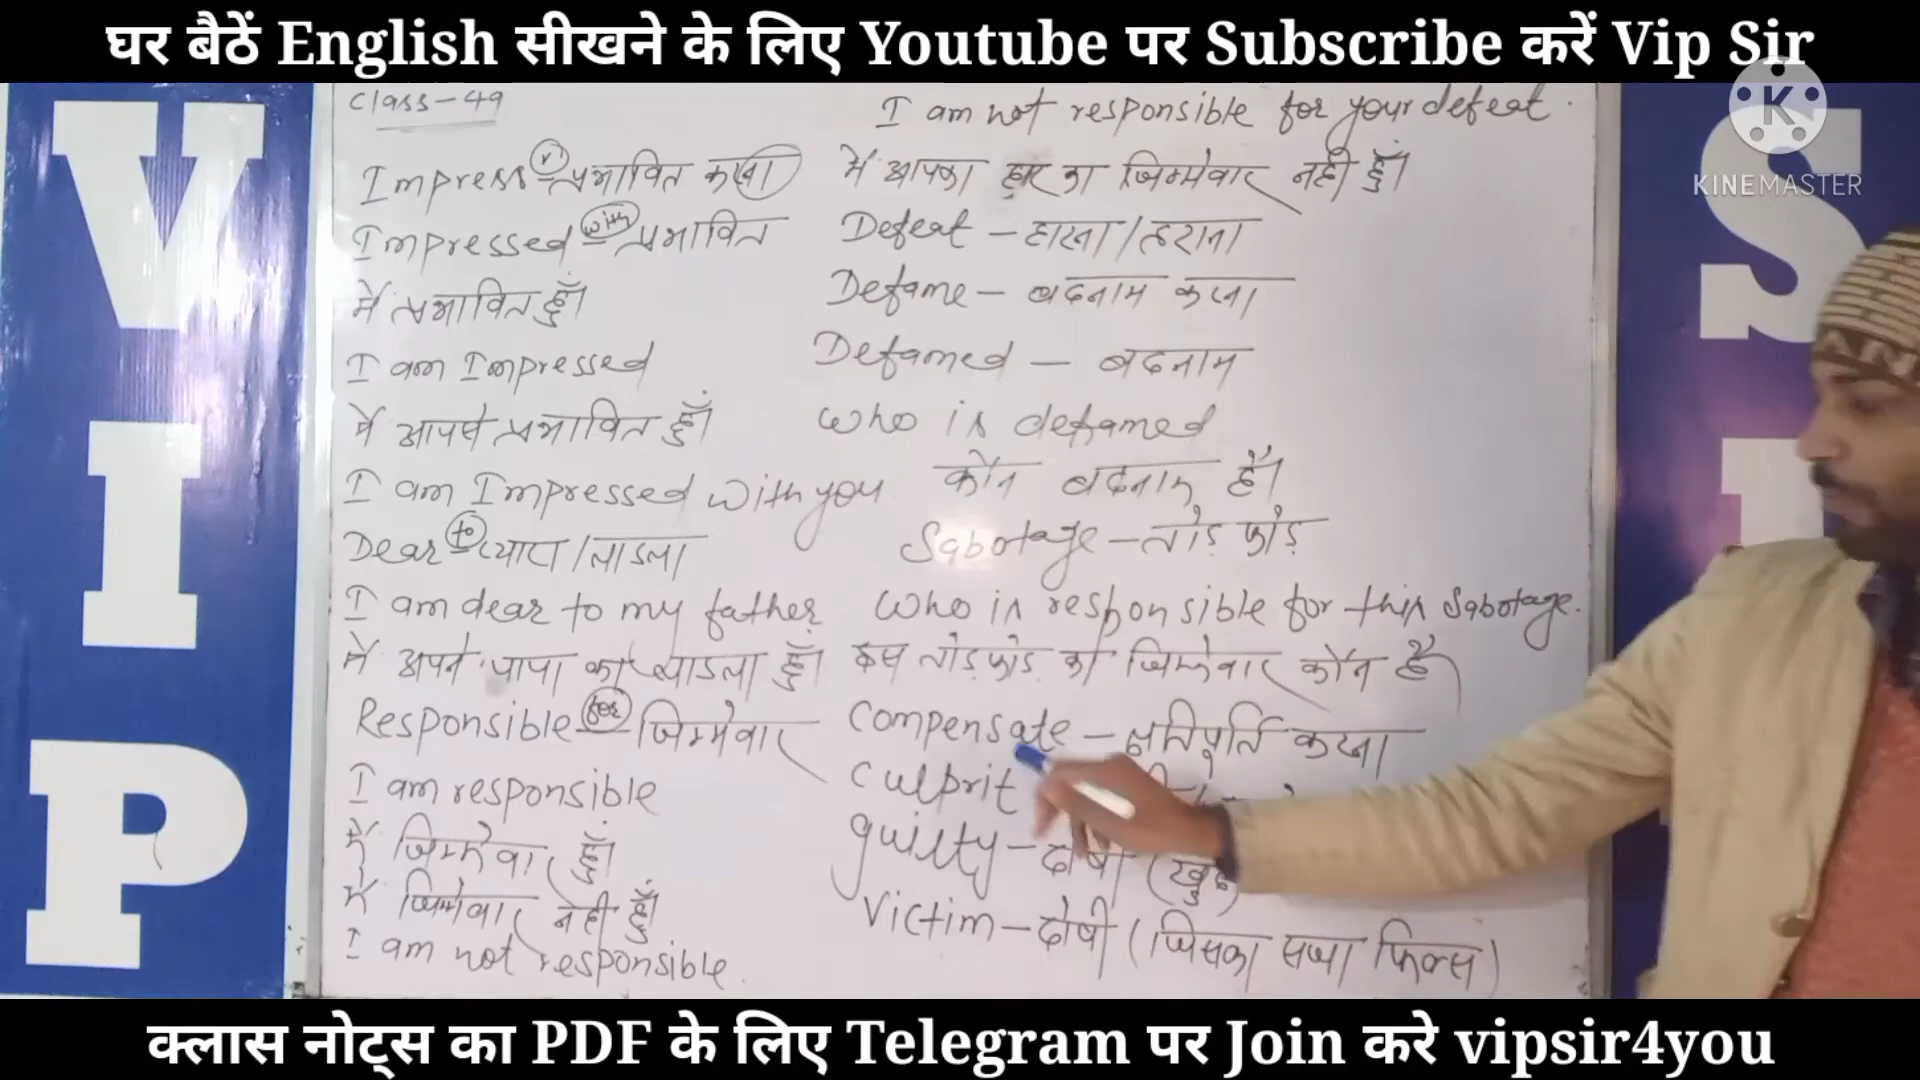 घर बैठें English सीखने के लिए Youtube पर Subscribe करें Vip Sir
VIP
S
K
KINEMASTER
Class-49
Impress - प्रभावित करना
v
Impressed - प्रभावित
with
मैं प्रभावित हूँ।
I am Impressed
मैं आपसे प्रभावित हूँ।
I am Impressed with you
Dear - प्यारा/लाडला
to
I am dear to my father
मैं अपने पापा का लाडला हूँ।
Responsible - जिम्मेवार
for
I am responsible
मैं जिम्मेवार हूँ।
मैं जिम्मेवार नहीं हूँ।
I am not responsible.
I am not responsible for your defeat.
मैं आपका हार का जिम्मेवार नहीं हूँ।
Defeat - हारना/हराना
Defame - बदनाम करना
Defamed - बदनाम
Who is defamed
कौन बदनाम है।
Sabotage - तोड़ फोड़
Who is responsible for this Sabotage.
इस तोड़फोड़ का जिम्मेवार कौन है
Compensate - क्षतिपूर्ति करना
Culprit
guilty - दोषी (खुद
Victim - दोषी (जिसका सजा फिक्स)
क्लास नोट्स का PDF के लिए Telegram पर Join करे vipsir4you